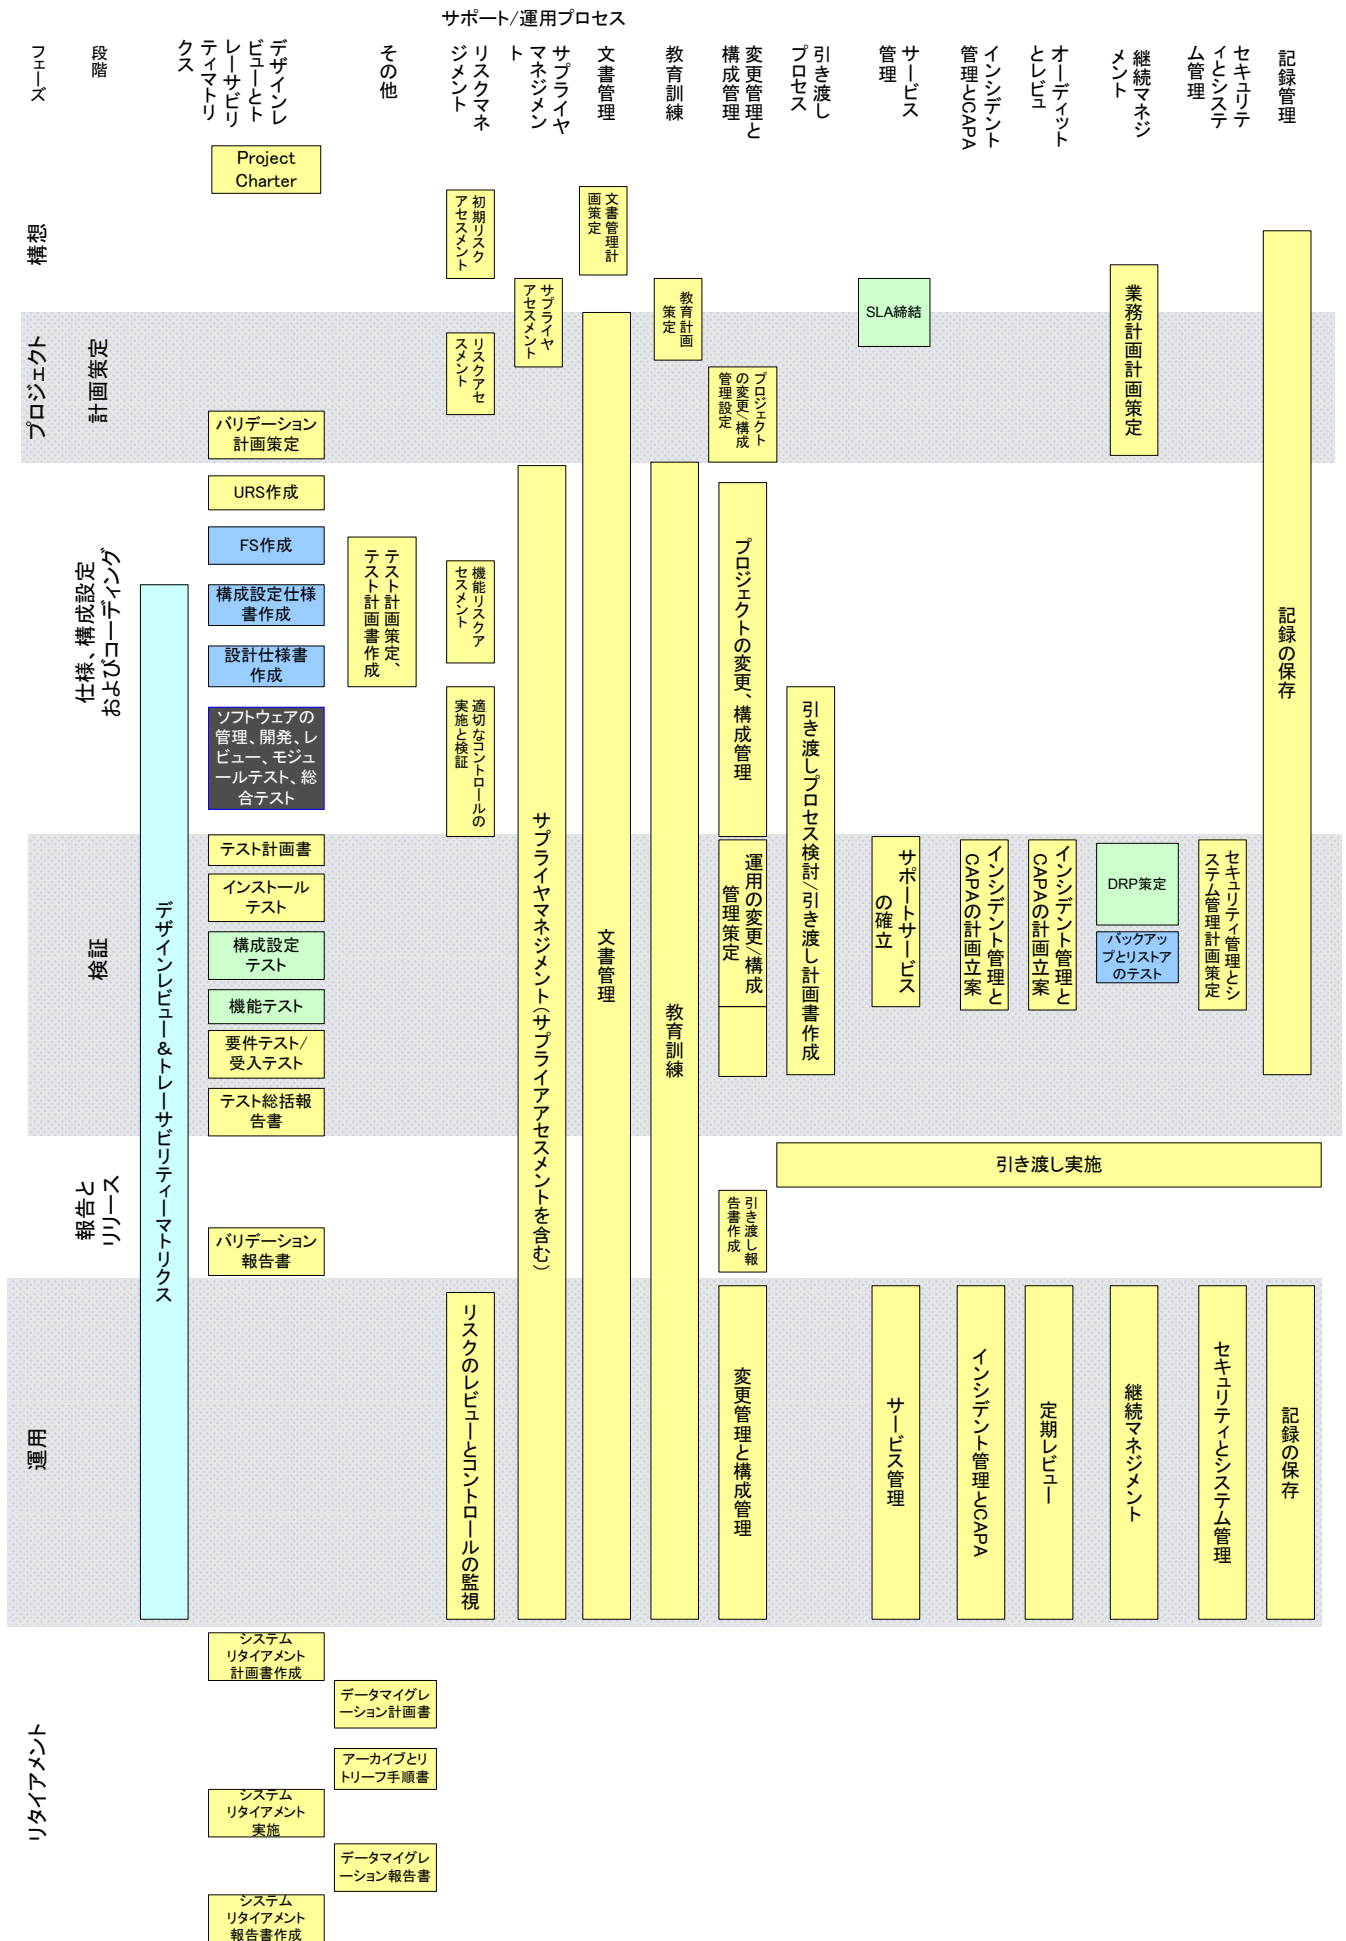 サポート/運用プロセス
フェーズ
段階
デザインレ
ビューとト
レーサビリ
ティマトリ
クス
その他
リスクマネ
ジメント
サプライヤ
マネジメン
ト
文書管理
教育訓練
変更管理と
構成管理
引き渡し
プロセス
サービス
管理
インシデント
管理とCAPA
オーディット
とレビュ
継続マネジ
メント
セキュリテ
ィとシステ
ム管理
記録管理
構想
Project
Charter
初期リスク
アセスメント
文書管理計
画策定
サプライヤ
アセスメント
教育計画
策定
SLA締結
業務計画計画策定
記録の保存
プロジェクト
計画策定
リスクアセ
スメント
プロジェクト
の変更/構成
管理設定
バリデーション
計画策定
仕様、構成設定
およびコーディング
URS作成
FS作成
構成設定仕様
書作成
設計仕様書
作成
ソフトウェアの
管理、開発、レ
ビュー、モジュ
ールテスト、総
合テスト
テスト計画策定、
テスト計画書作成
機能リスクア
セスメント
適切なコントロールの
実施と検証
プロジェクトの変更、構成管理
引き渡しプロセス検討/引き渡し計画書作成
デザインレビュー&トレーサビリティーマトリクス
サプライヤマネジメント(サプライアアセスメントを含む)
文書管理
教育訓練
検証
テスト計画書
インストール
テスト
構成設定
テスト
機能テスト
要件テスト/
受入テスト
テスト総括報
告書
運用の変更/構成
管理策定
サポートサービス
の確立
インシデント管理と
CAPAの計画立案
インシデント管理と
CAPAの計画立案
DRP策定
バックアッ
プとリストア
のテスト
セキュリティ管理とシ
ステム管理計画策定
報告と
リリース
引き渡し実施
引き渡し報
告書作成
バリデーション
報告書
運用
リスクのレビューとコントロールの監視
変更管理と構成管理
サービス管理
インシデント管理とCAPA
定期レビュー
継続マネジメント
セキュリティとシステム管理
記録の保存
リタイアメント
システム
リタイアメント
計画書作成
データマイグレ
ーション計画書
アーカイブとリ
トリーフ手順書
システム
リタイアメント
実施
データマイグレ
ーション報告書
システム
リタイアメント
報告書作成